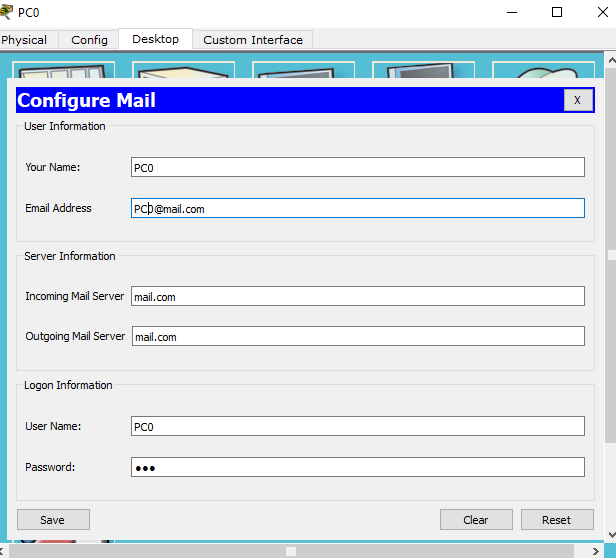 PC0
Physical Config Desktop Custom Interface
Configure Mail X
User Information
Your Name: PC0
Email Address PC0@mail.com
Server Information
Incoming Mail Server mail.com
Outgoing Mail Server mail.com
Logon Information
User Name: PC0
Password: ●●●
Save Clear Reset